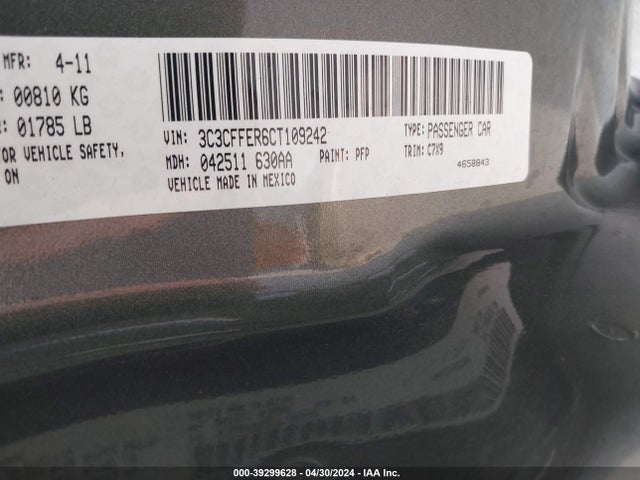 MFR: 4-11
00810 KG
01785 LB
OR VEHICLE SAFETY,
ON
VIN: 3C3CFFER6CT109242
TYPE: PASSENGER CAR
MDH: 042511 630AA
PAINT: PFP
TRIM: C7X9
VEHICLE MADE IN MEXICO
4658843
000-39299628 - 04/30/2024 - IAA Inc.